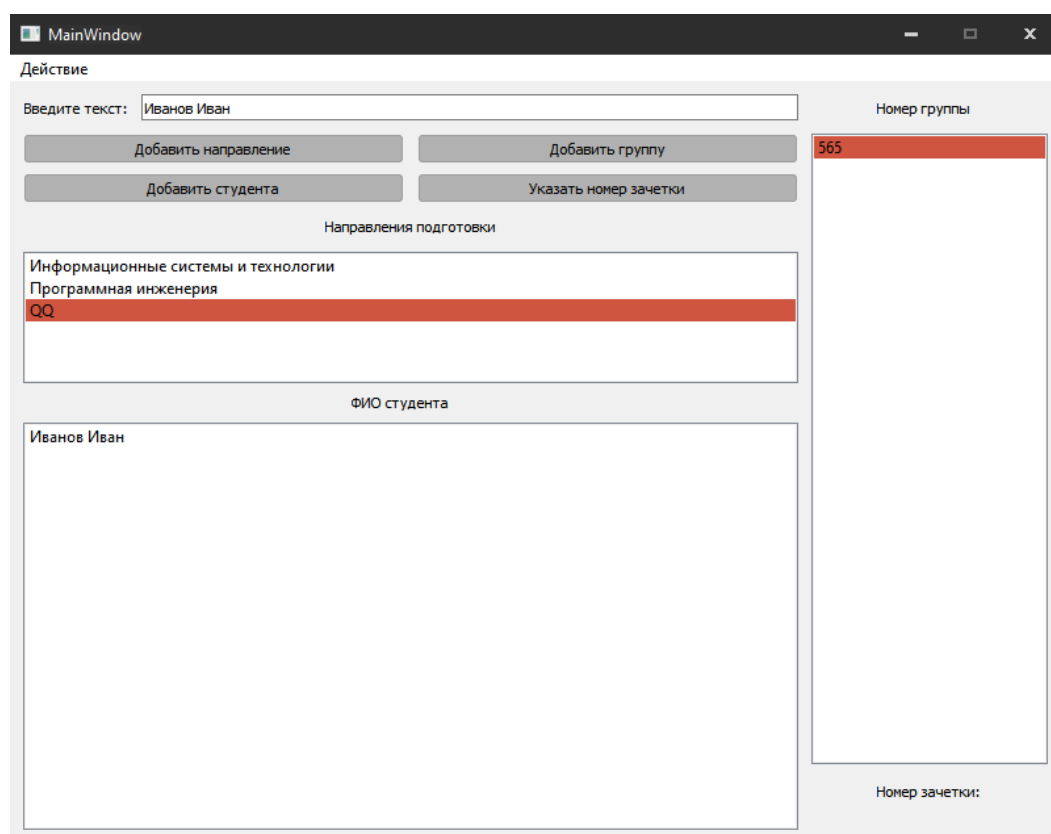 MainWindow
Действие
Введите текст: Иванов Иван
Номер группы
Добавить направление
Добавить группу
565
Добавить студента
Указать номер зачетки
Направления подготовки
Информационные системы и технологии
Программная инженерия
QQ
ФИО студента
Иванов Иван
Номер зачетки: